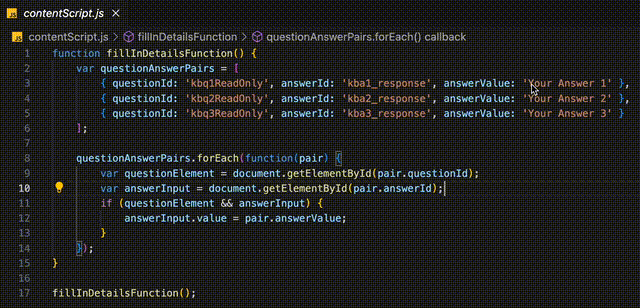 JS contentScript.js ×
JS contentScript.js > fillInDetailsFunction > questionAnswerPairs.forEach() callback
1 function fillInDetailsFunction() {
2 var questionAnswerPairs = [
3 { questionId: 'kbq1ReadOnly', answerId: 'kba1_response', answerValue: 'Your Answer 1' },
4 { questionId: 'kbq2ReadOnly', answerId: 'kba2_response', answerValue: 'Your Answer 2' },
5 { questionId: 'kbq3ReadOnly', answerId: 'kba3_response', answerValue: 'Your Answer 3' }
6 ];
7
8 questionAnswerPairs.forEach(function(pair) {
9 var questionElement = document.getElementById(pair.questionId);
10 var answerInput = document.getElementById(pair.answerId);
11 if (questionElement && answerInput) {
12 answerInput.value = pair.answerValue;
13 }
14 });
15 }
16
17 fillInDetailsFunction();